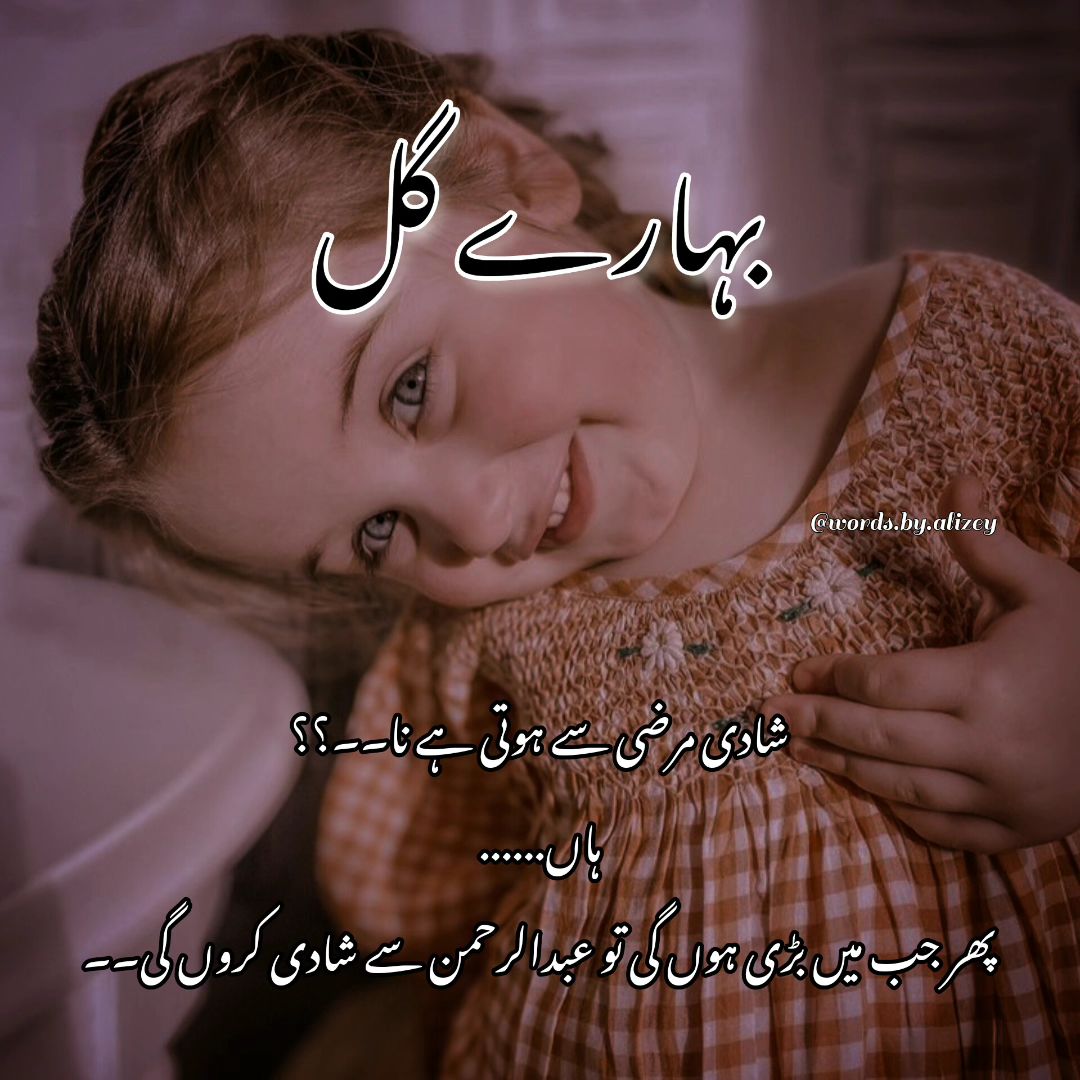 بہارے گل
@words.by.alizey
شادی مرضی سے ہوتی ہے نا۔۔۔؟؟
ہاں......
پھر جب میں بڑی ہوں گی تو عبدالرحمن سے شادی کروں گی۔۔